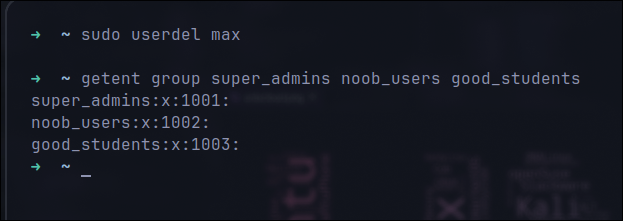 ➜ ~ sudo userdel max
➜ ~ getent group super_admins noob_users good_students
super_admins:x:1001:
noob_users:x:1002:
good_students:x:1003:
➜ ~ _